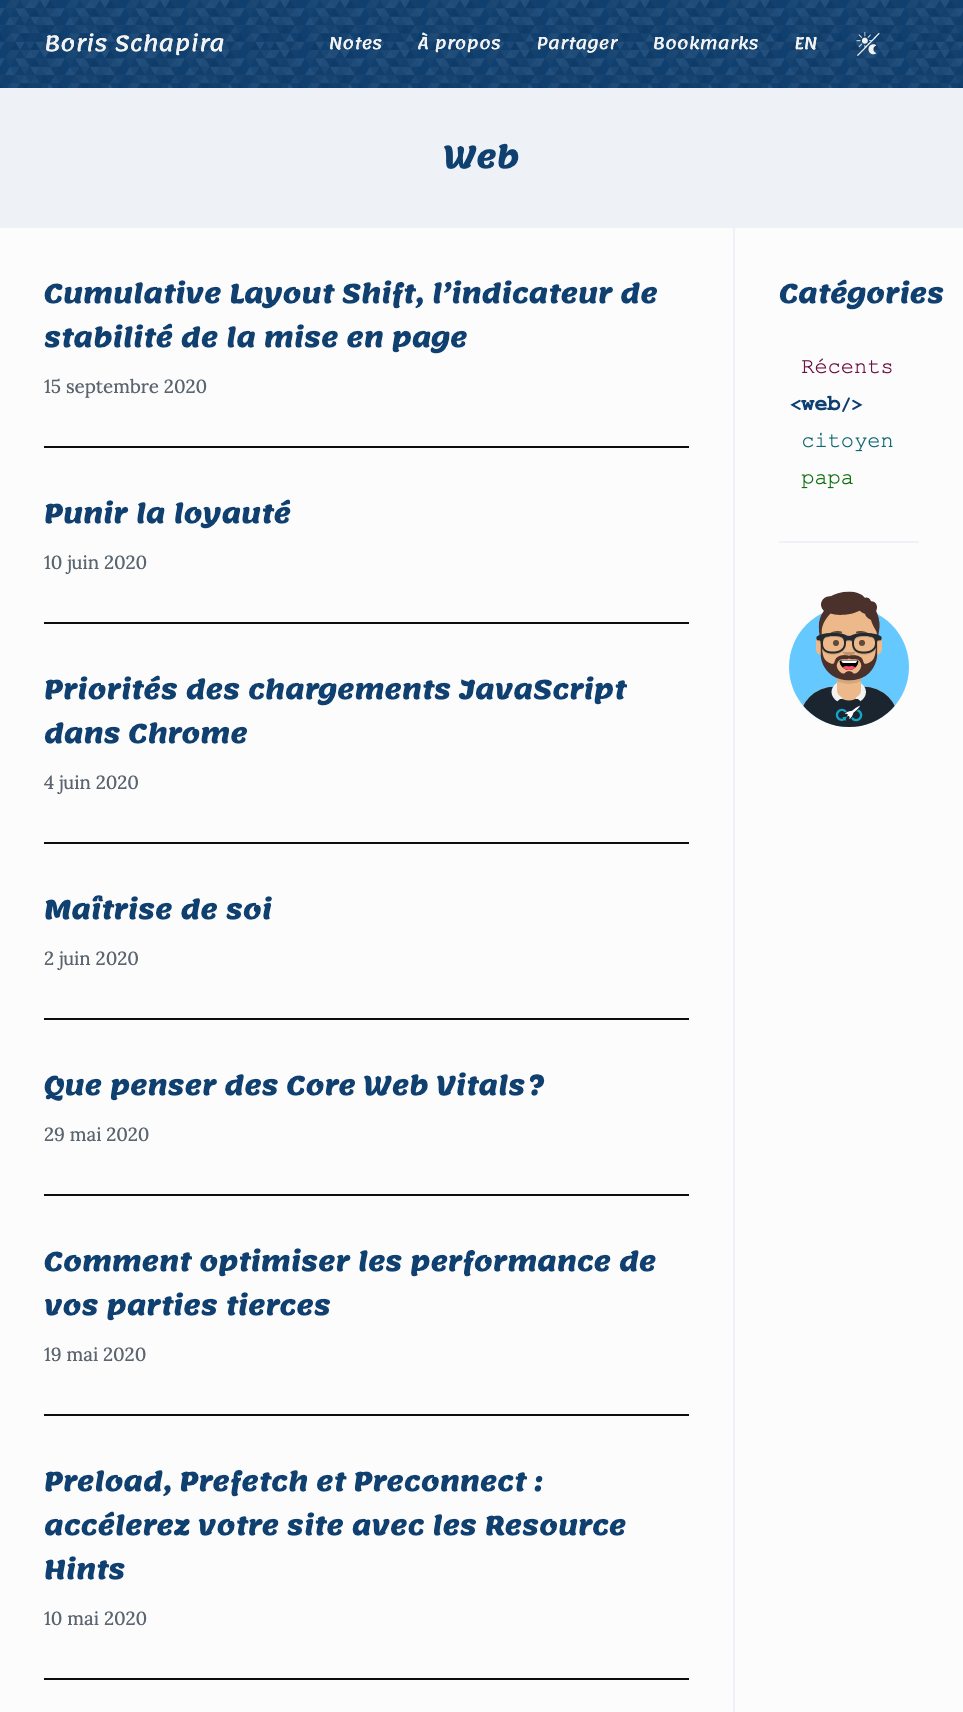 Boris Schapira
Notes
À propos
Partager
Bookmarks
EN
Web
Cumulative Layout Shift, l’indicateur de
stabilité de la mise en page
15 septembre 2020
Punir la loyauté
10 juin 2020
Priorités des chargements JavaScript
dans Chrome
4 juin 2020
Maîtrise de soi
2 juin 2020
Que penser des Core Web Vitals ?
29 mai 2020
Comment optimiser les performance de
vos parties tierces
19 mai 2020
Preload, Prefetch et Preconnect :
accélerez votre site avec les Resource
Hints
10 mai 2020
Catégories
Récents
<web/>
citoyen
papa